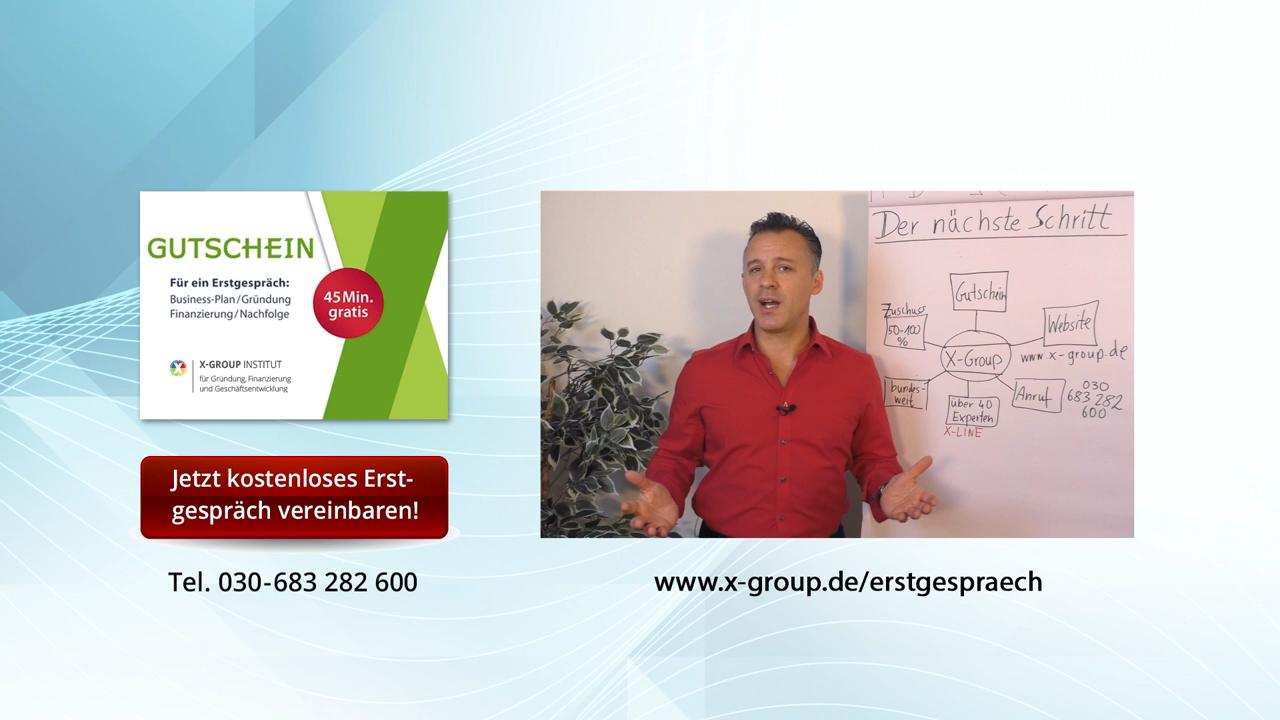 GUTSCHEIN
Für ein Erstgespräch:
Business-Plan/Gründung
Finanzierung/Nachfolge
45 Min.
gratis
X-GROUP INSTITUT
für Gründung, Finanzierung
und Geschäftsentwicklung
Jetzt kostenloses Erst-
gespräch vereinbaren!
Tel. 030-683 282 600
Der nächste Schritt
Gutschein
Zuschuss
50-100
%
Website
www.x-group.de
X-Group
bundes-
weit
über 40
Experten
X-LINE
Anruf
030
683 282
600
www.x-group.de/erstgespraech